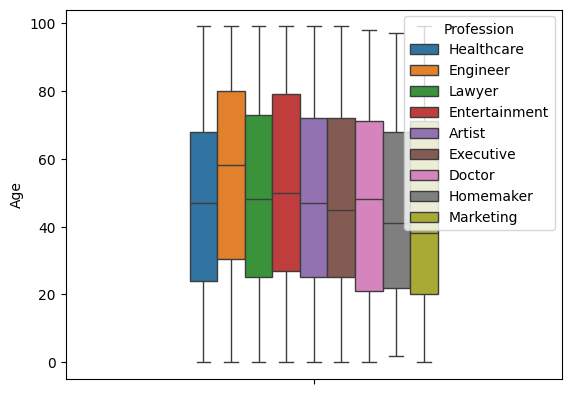 Age
100
80
60
40
20
0
Profession
Healthcare
Engineer
Lawyer
Entertainment
Artist
Executive
Doctor
Homemaker
Marketing